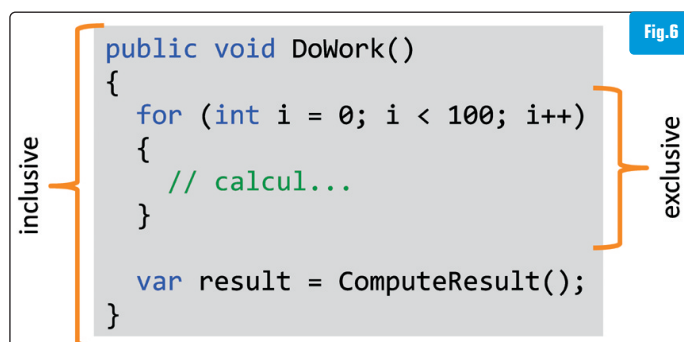 Fig.6
public void DoWork()
{
for (int i = 0; i < 100; i++)
{
// calcul...
}
var result = ComputeResult();
}
inclusive
exclusive